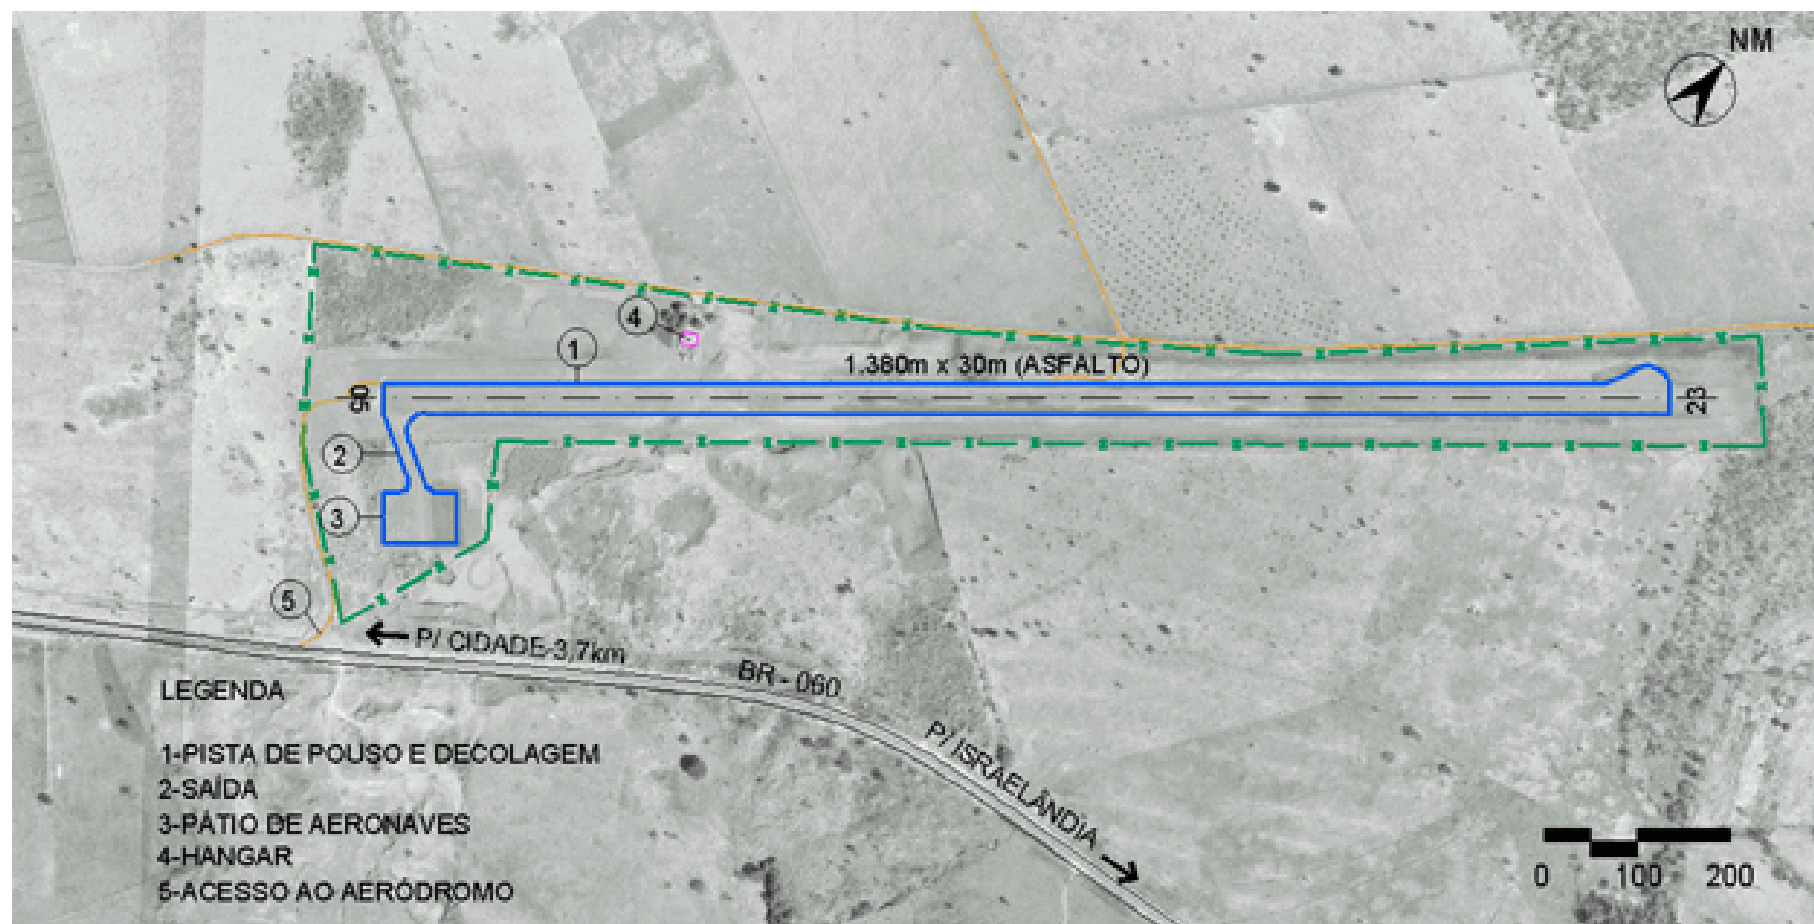 NM
4
1
1.380m x 30m (ASFALTO)
05
23
2
3
5
P/ CIDADE-3,7km
BR - 060
P/ ISRAELÂNDIA
LEGENDA
1-PISTA DE POUSO E DECOLAGEM
2-SAÍDA
3-PÁTIO DE AERONAVES
4-HANGAR
5-ACESSO AO AERÓDROMO
0 100 200